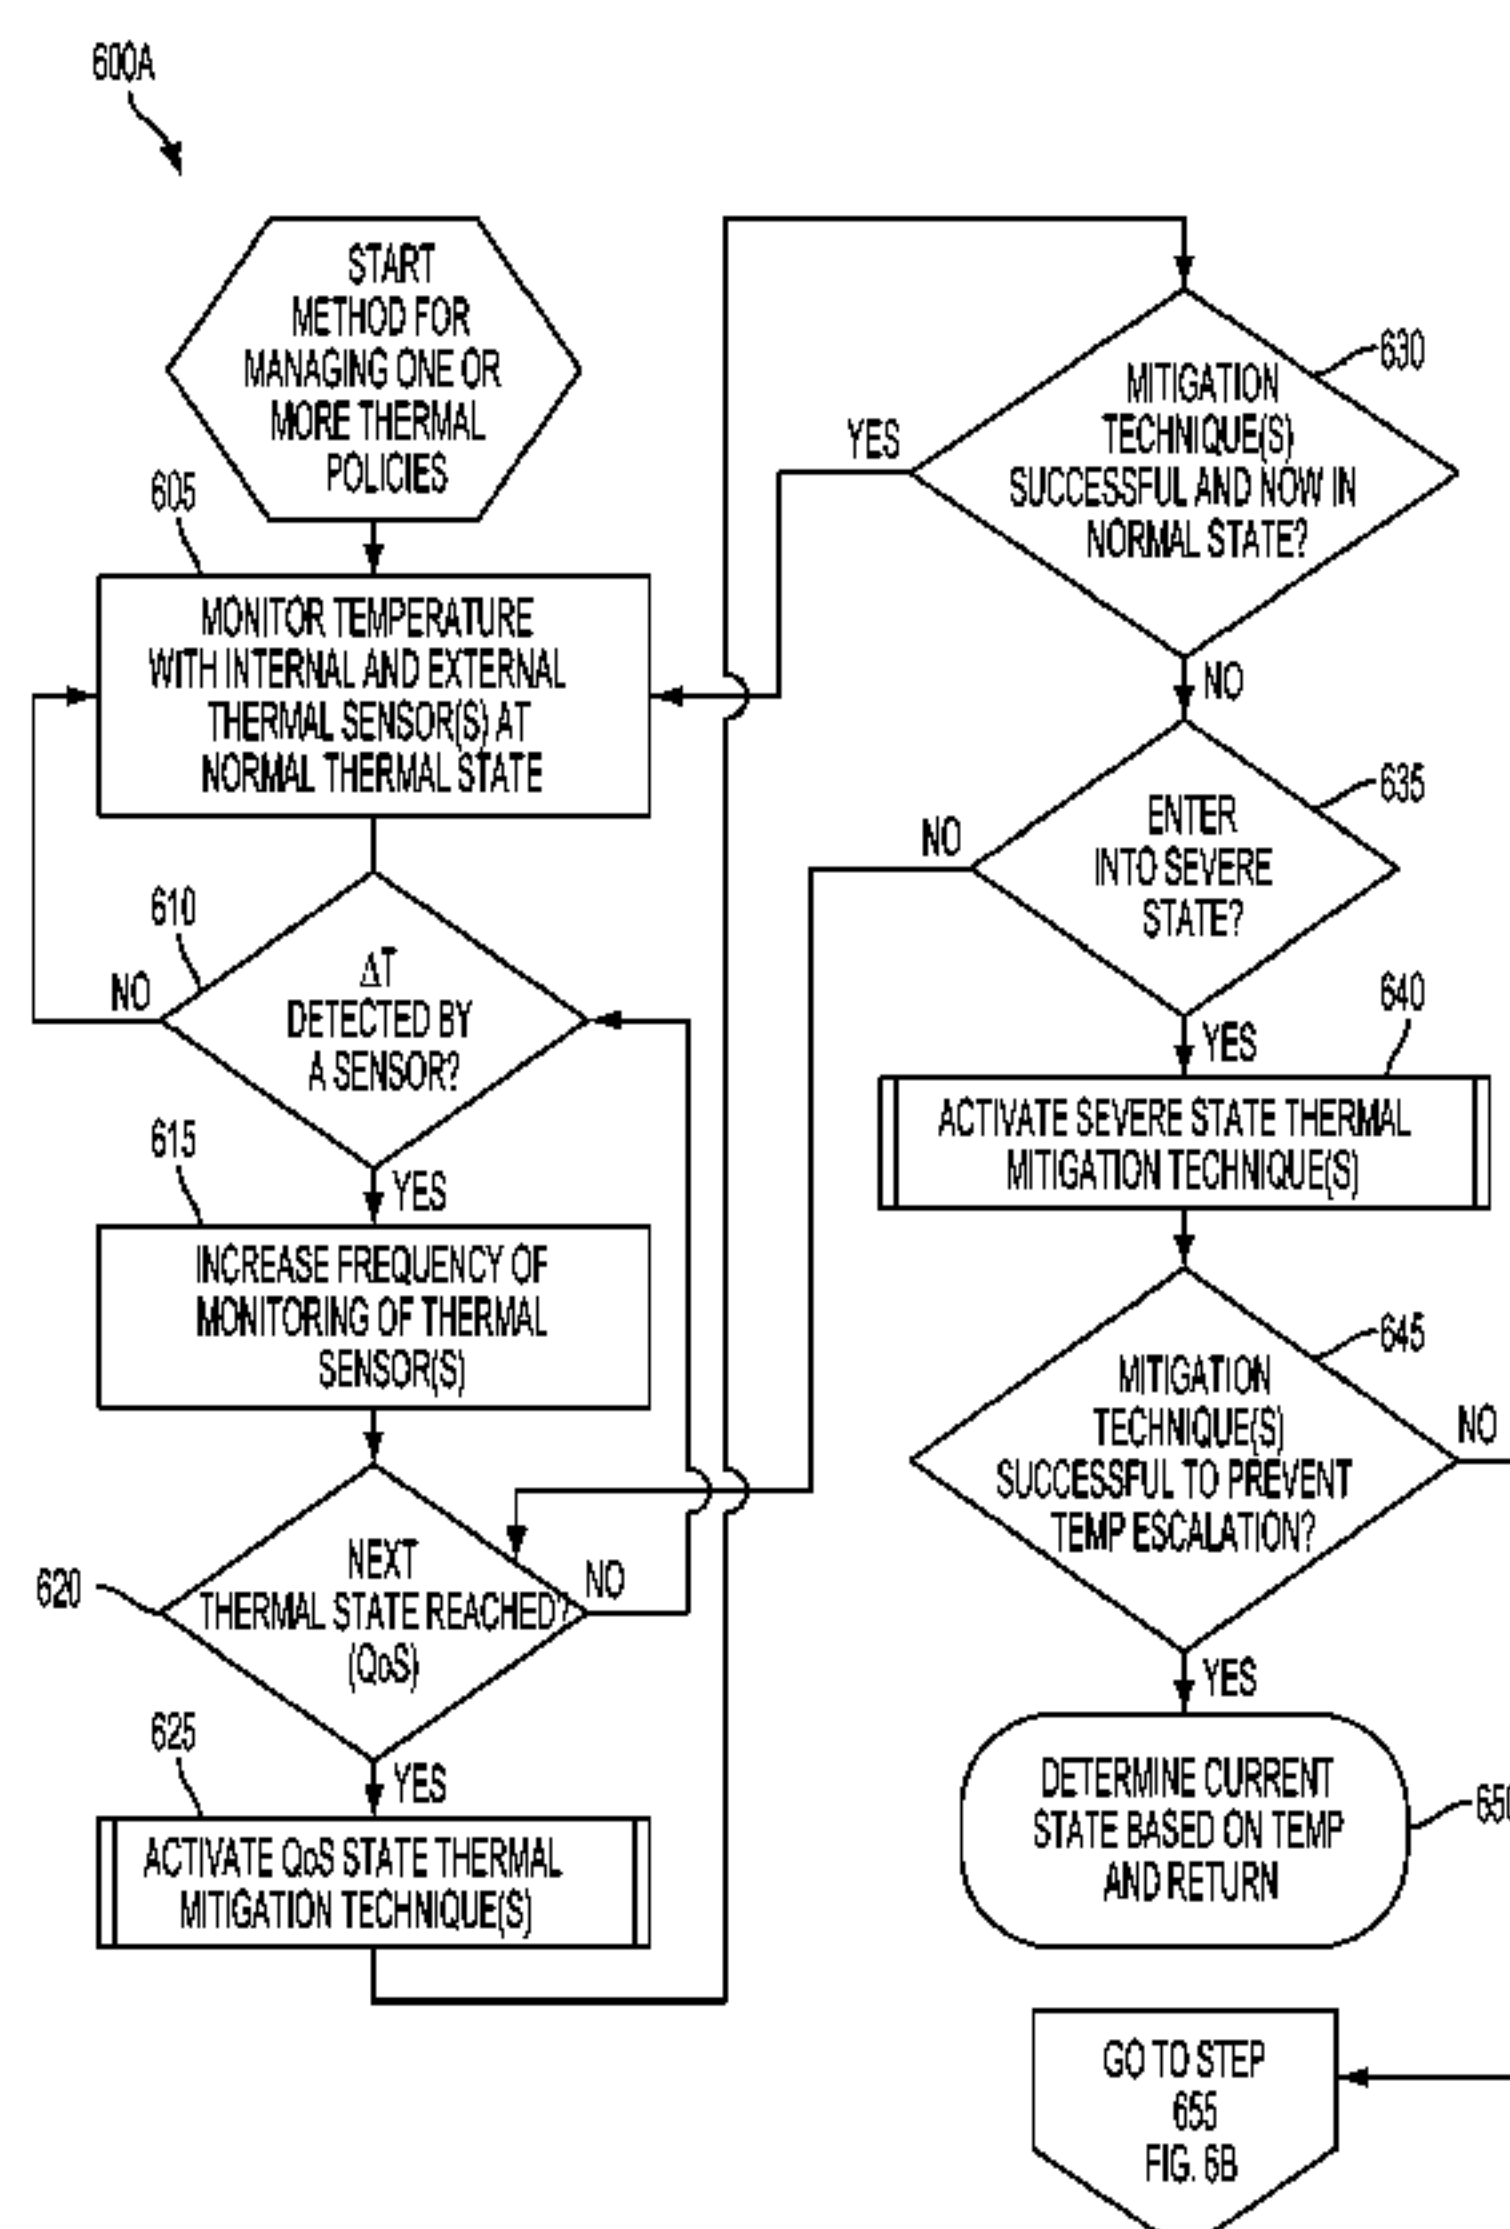 600A
START
METHOD FOR
MANAGING ONE OR
MORE THERMAL
POLICIES
605
MONITOR TEMPERATURE
WITH INTERNAL AND EXTERNAL
THERMAL SENSOR(S) AT
NORMAL THERMAL STATE
610
ΔT
DETECTED BY
A SENSOR?
NO
YES
615
INCREASE FREQUENCY OF
MONITORING OF THERMAL
SENSOR(S)
620
NEXT
THERMAL STATE REACHED?
(QoS)
NO
YES
625
ACTIVATE QoS STATE THERMAL
MITIGATION TECHNIQUE(S)
630
MITIGATION
TECHNIQUE(S)
SUCCESSFUL AND NOW IN
NORMAL STATE?
YES
NO
635
ENTER
INTO SEVERE
STATE?
NO
YES
640
ACTIVATE SEVERE STATE THERMAL
MITIGATION TECHNIQUE(S)
645
MITIGATION
TECHNIQUE(S)
SUCCESSFUL TO PREVENT
TEMP ESCALATION?
NO
YES
DETERMINE CURRENT
STATE BASED ON TEMP
AND RETURN
650
GO TO STEP
655
FIG. 6B